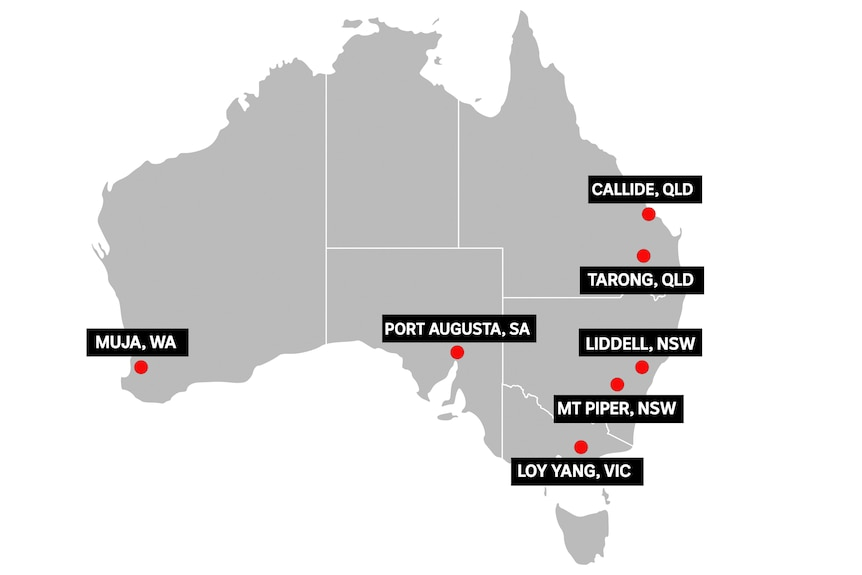 CALLIDE, QLD
TARONG, QLD
PORT AUGUSTA, SA
MUJA, WA
LIDDELL, NSW
MT PIPER, NSW
LOY YANG, VIC